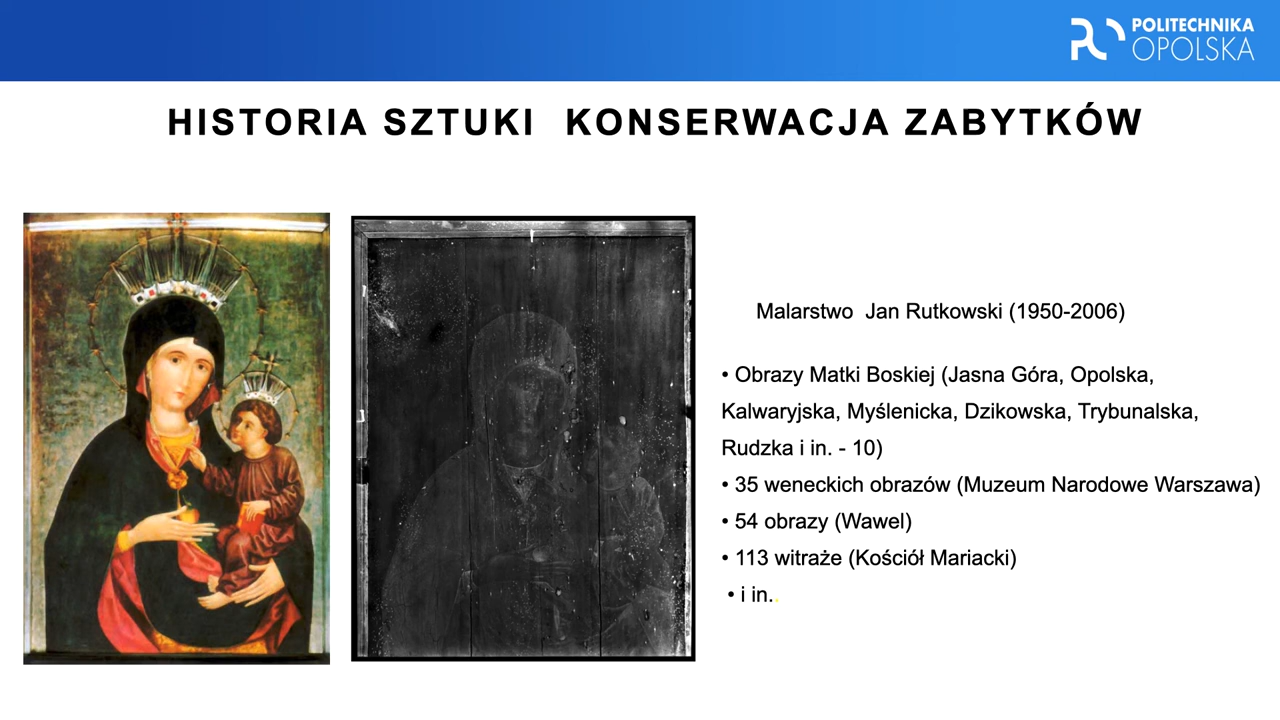 POLITECHNIKA
OPOLSKA
HISTORIA SZTUKI KONSERWACJA ZABYTKÓW
Malarstwo Jan Rutkowski (1950-2006)
• Obrazy Matki Boskiej (Jasna Góra, Opolska,
Kalwaryjska, Myślenicka, Dzikowska, Trybunalska,
Rudzka i in. - 10)
• 35 weneckich obrazów (Muzeum Narodowe Warszawa)
• 54 obrazy (Wawel)
• 113 witraże (Kościół Mariacki)
• i in..